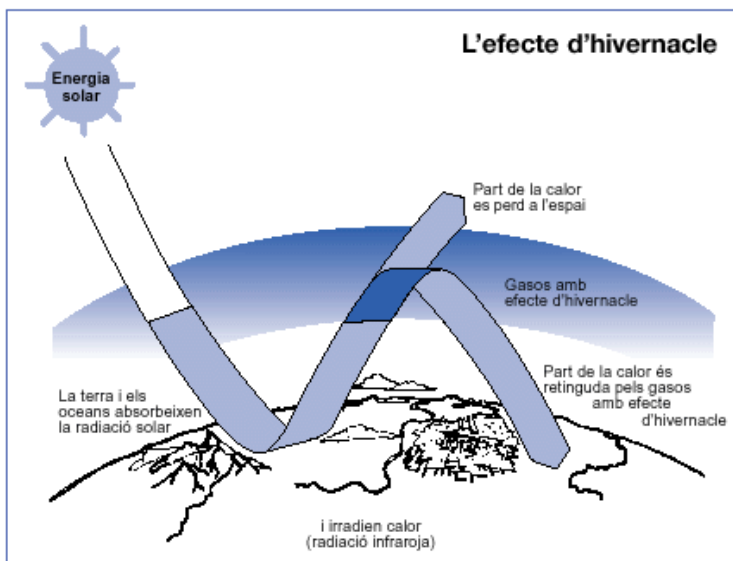 L'efecte d'hivernacle
Energia
solar
Part de la calor
es perd a l'espai
Gasos amb
efecte d'hivernacle
La terra i els
oceans absorbeixen
la radiació solar
Part de la calor és
retinguda pels gasos
amb efecte
d'hivernacle
i irradien calor
(radiació infraroja)